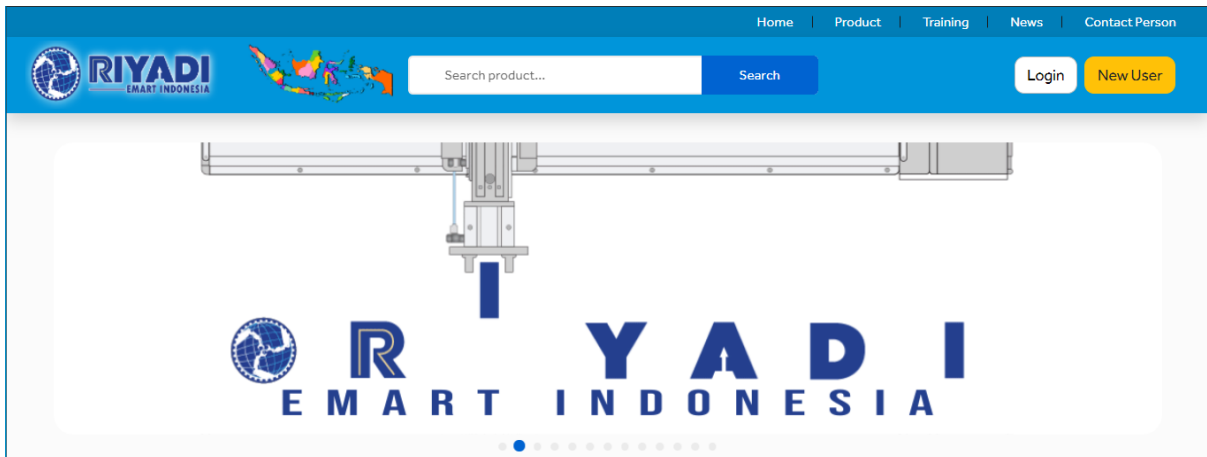 Home Product Training News Contact Person
RIYADI
EMART INDONESIA
Search product...
Search
Login
New User
R I YADI
EMART INDONESIA